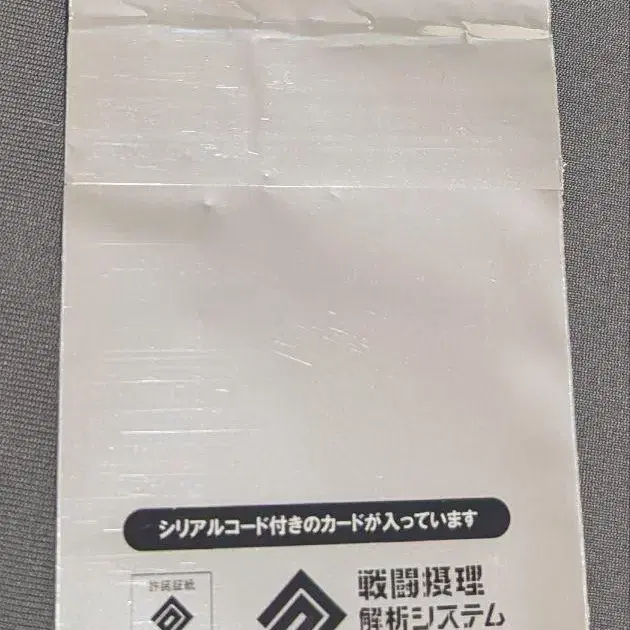 シリアルコード付きのカードが入っています
許諾証紙
戦闘摂理
解析システム